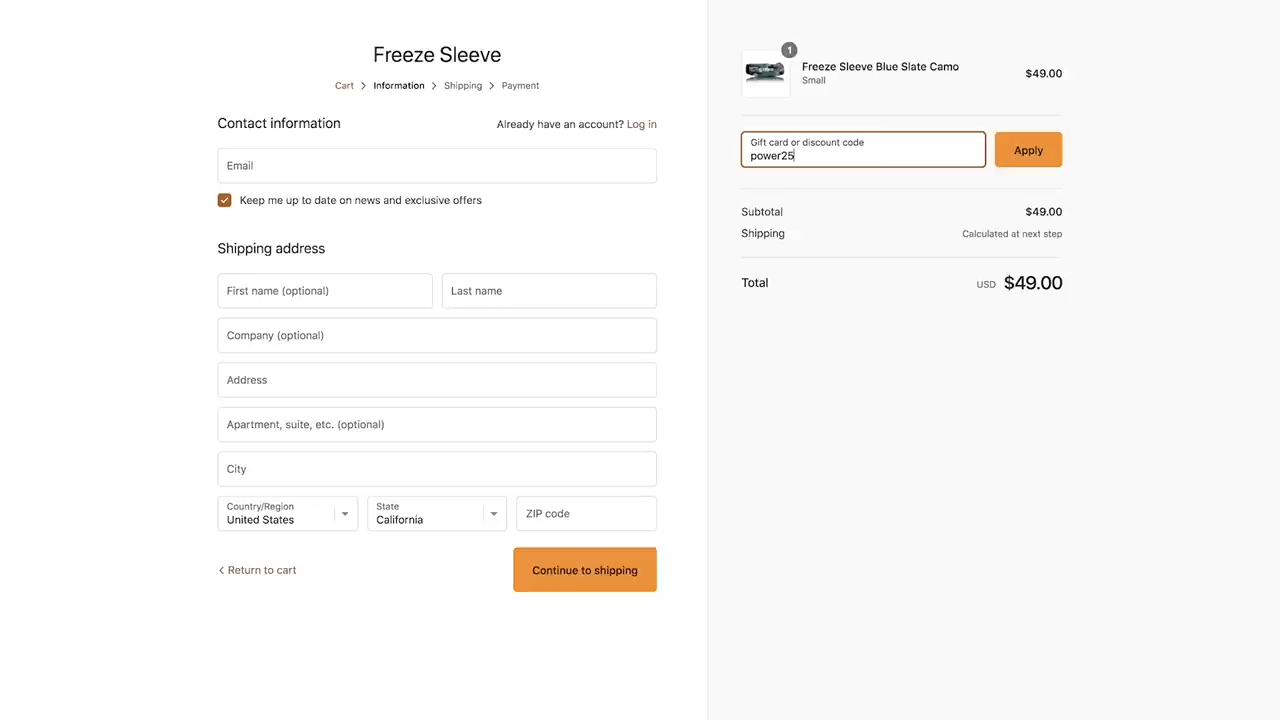 Freeze Sleeve
Cart > Information > Shipping > Payment
Contact information
Already have an account? Log in
Email
Keep me up to date on news and exclusive offers
Shipping address
First name (optional)
Last name
Company (optional)
Address
Apartment, suite, etc. (optional)
City
Country/Region
United States
State
California
ZIP code
< Return to cart
Continue to shipping
1
Freeze Sleeve Blue Slate Camo
Small
$49.00
Gift card or discount code
power25
Apply
Subtotal
$49.00
Shipping
Calculated at next step
Total
USD $49.00